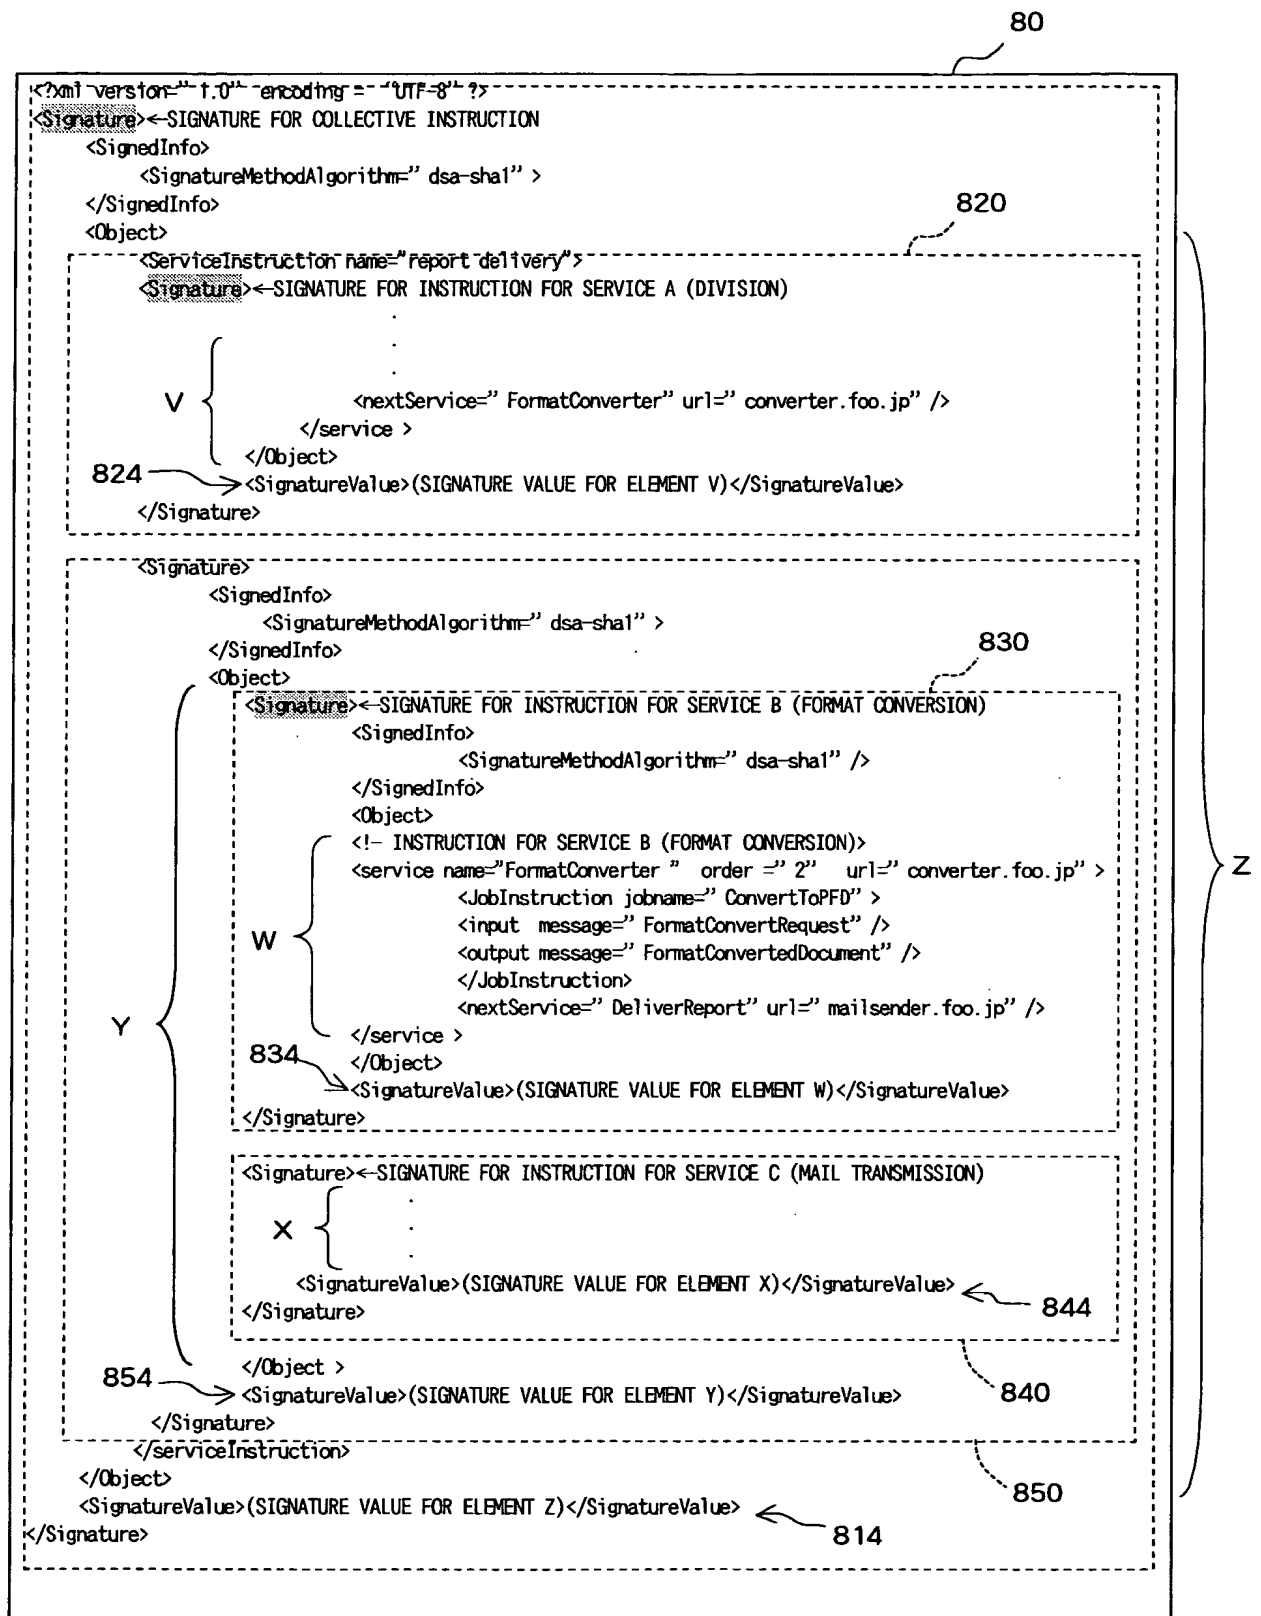 80
<?xml version=" 1.0" encoding = "UTF-8" ?>
<Signature>←SIGNATURE FOR COLLECTIVE INSTRUCTION
<SignedInfo>
<SignatureMethodAlgorithm=" dsa-sha1" >
</SignedInfo>
820
<Object>
<ServiceInstruction name="report delivery">
<Signature>←SIGNATURE FOR INSTRUCTION FOR SERVICE A (DIVISION)
.
.
.
V
<nextService=" FormatConverter" url=" converter.foo.jp" />
</service >
</Object>
824
<SignatureValue>(SIGNATURE VALUE FOR ELEMENT V)</SignatureValue>
</Signature>
<Signature>
<SignedInfo>
<SignatureMethodAlgorithm=" dsa-sha1" >
</SignedInfo>
830
<Object>
<Signature>←SIGNATURE FOR INSTRUCTION FOR SERVICE B (FORMAT CONVERSION)
<SignedInfo>
<SignatureMethodAlgorithm=" dsa-sha1" />
</SignedInfo>
<Object>
<!- INSTRUCTION FOR SERVICE B (FORMAT CONVERSION)>
<service name="FormatConverter " order =" 2" url=" converter.foo.jp" >
Z
<JobInstruction jobname=" ConvertToPFD" >
<input message=" FormatConvertRequest" />
W
<output message=" FormatConvertedDocument" />
</JobInstruction>
<nextService=" DeliverReport" url=" mailsender.foo.jp" />
Y
</service >
834
</Object>
<SignatureValue>(SIGNATURE VALUE FOR ELEMENT W)</SignatureValue>
</Signature>
<Signature>←SIGNATURE FOR INSTRUCTION FOR SERVICE C (MAIL TRANSMISSION)
.
X
.
.
<SignatureValue>(SIGNATURE VALUE FOR ELEMENT X)</SignatureValue>
844
</Signature>
</Object >
854
<SignatureValue>(SIGNATURE VALUE FOR ELEMENT Y)</SignatureValue>
840
</Signature>
</serviceInstruction>
</Object>
850
<SignatureValue>(SIGNATURE VALUE FOR ELEMENT Z)</SignatureValue>
814
</Signature>